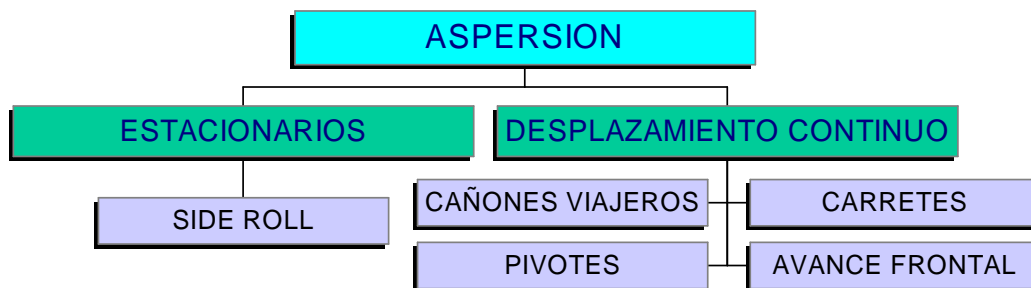 ASPERSION
ESTACIONARIOS
DESPLAZAMIENTO CONTINUO
SIDE ROLL
CAÑONES VIAJEROS
CARRETES
PIVOTES
AVANCE FRONTAL